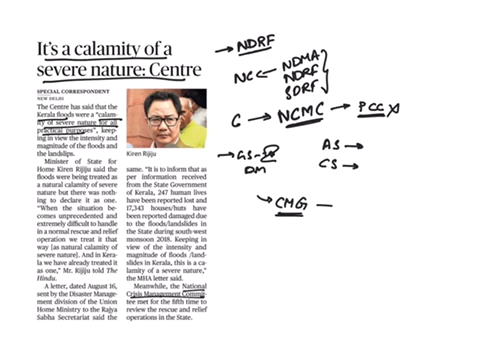 It's a calamity of a
severe nature: Centre
SPECIAL CORRESPONDENT
NEW DELHI
The Centre has said that the
Kerala floods were a "calam-
ity of severe nature for all
practical purposes", keep-
ing in view the intensity and
magnitude of the floods and
the landslips.
Minister of State for
Home Kiren Rijiju said the
floods were being treated as
a natural calamity of severe
nature but there was noth-
ing to declare it as one.
"When the situation be-
comes unprecedented and
extremely difficult to handle
in a normal rescue and relief
operation we treat it that
way [as natural calamity of
severe nature]. And in Kera-
la we have already treated it
as one," Mr. Rijiju told The
Hindu.
A letter, dated August 16,
sent by the Disaster Manage-
ment division of the Union
Home Ministry to the Rajya
Sabha Secretariat said the
Kiren Rijiju
same. "It is to inform that as
per information received
from the State Government
of Kerala, 247 human lives
have been reported lost and
17,343 houses/huts have
been reported damaged due
to the floods/landslides in
the State during south-west
monsoon 2018. Keeping in
view of the intensity and
magnitude of floods /land-
slides in Kerala, this is a ca-
lamity of a severe nature,"
the MHA letter said.
Meanwhile, the National
Crisis Management Commit-
tee met for the fifth time to
review the rescue and relief
operations in the State.
NDRF
NC NDMA
NDRF
SDRF
C → NCMC → PCC x
AS →
CS →
DM
CMG —